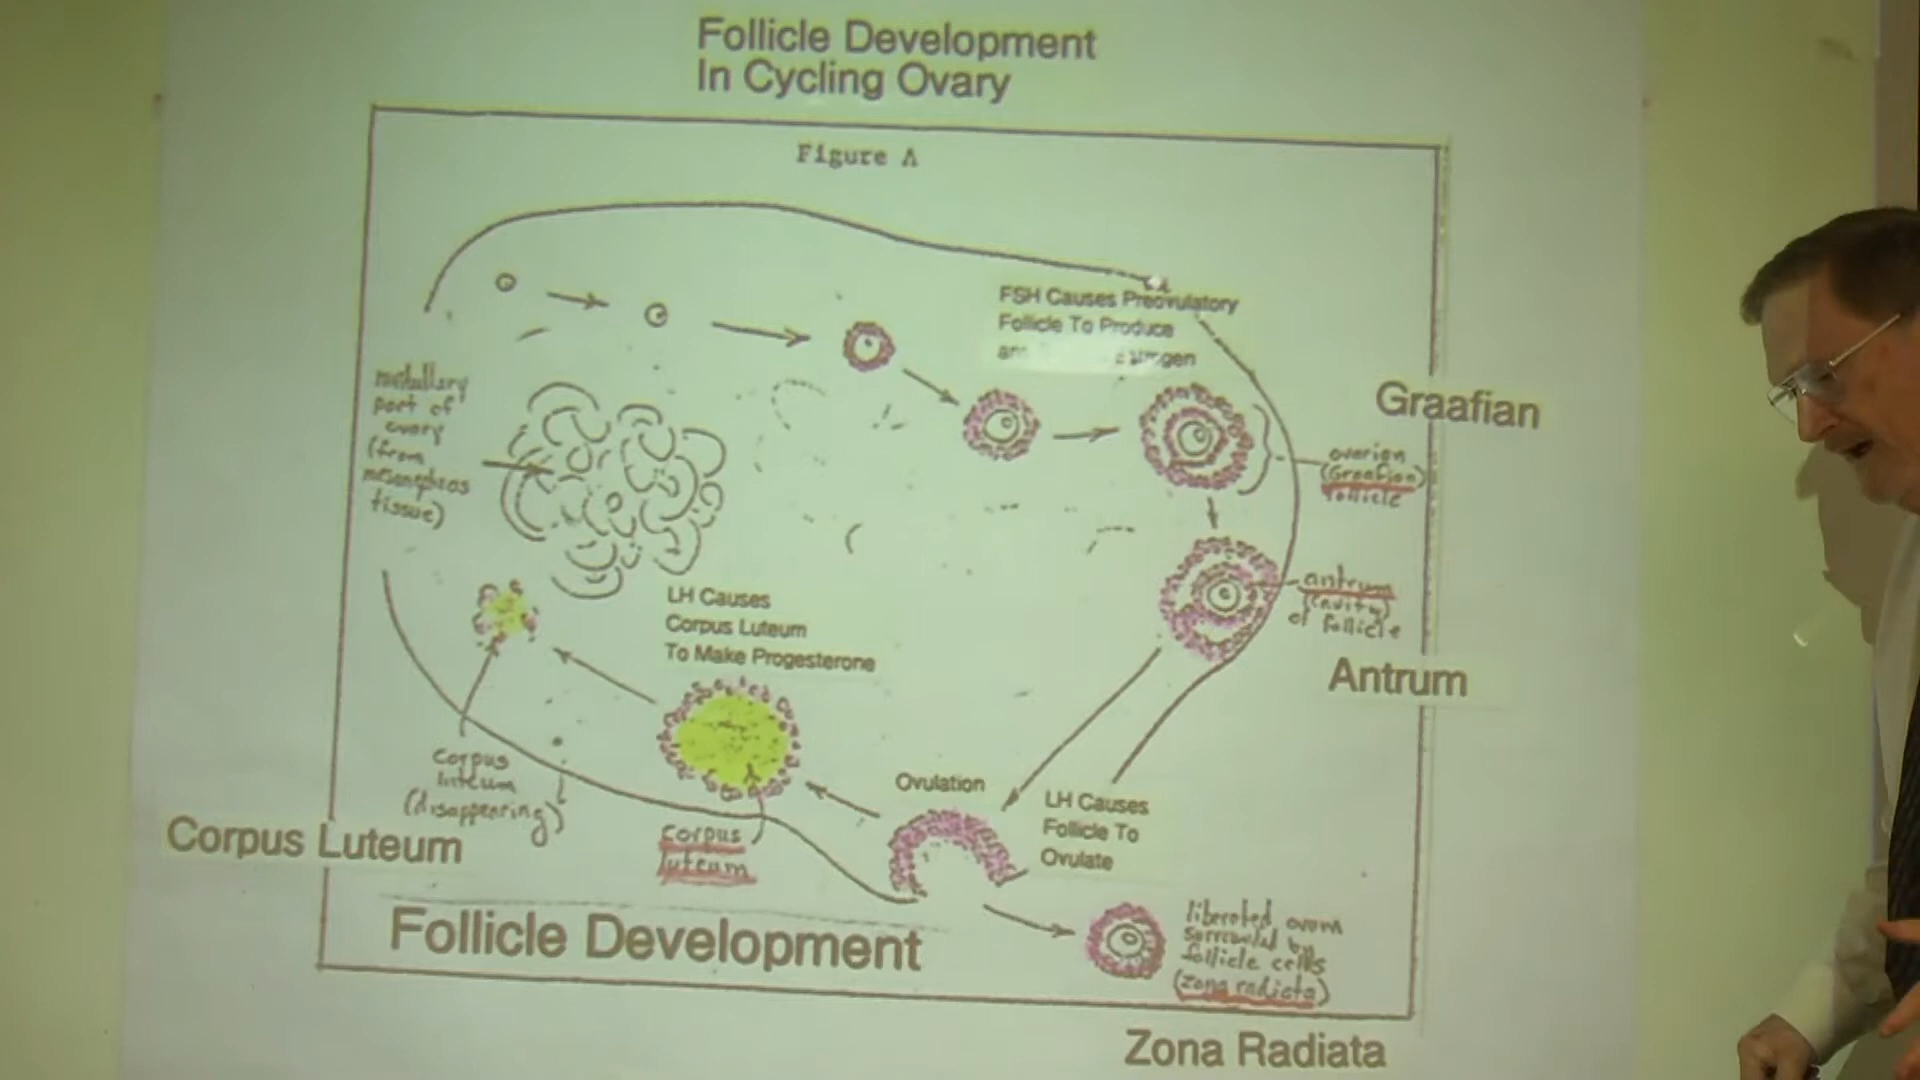 Follicle Development
In Cycling Ovary
Figure A
FSH Causes Preovulatory
Follicle To Produce
medullary
part of
ovary
(from
mesonephros
tissue)
Graafian
ovarian
(Graafian)
follicle
antrum
(cavity)
of follicle
Antrum
LH Causes
Corpus Luteum
To Make Progesterone
corpus
luteum
(disappearing)
Corpus Luteum
corpus
luteum
Ovulation
LH Causes
Follicle To
Ovulate
liberated ovum
surrounded by
follicle cells
(zona radiata)
Follicle Development
Zona Radiata